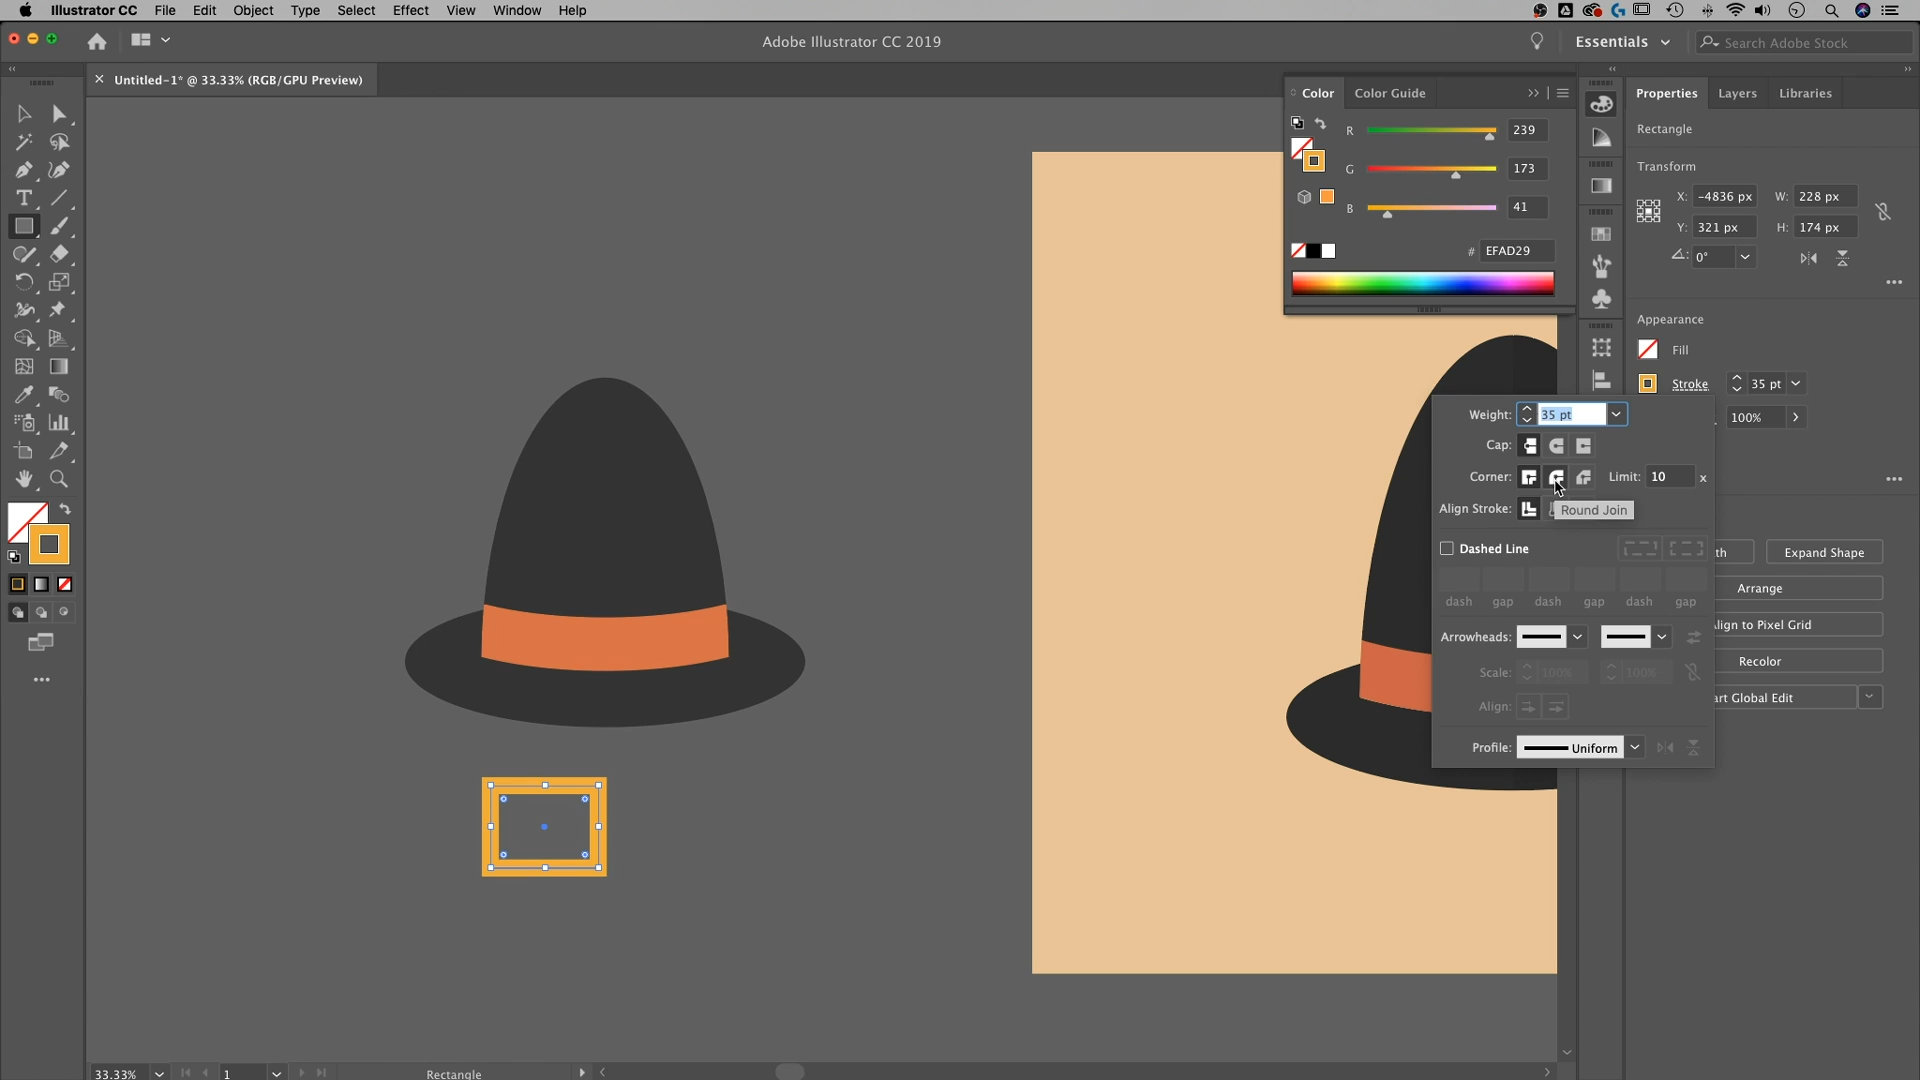 Illustrator CC File Edit Object Type Select Effect View Window Help
Adobe Illustrator CC 2019
Essentials
Search Adobe Stock
Untitled-1* @ 33.33% (RGB/GPU Preview)
Color Color Guide
R 239
G 173
B 41
# EFAD29
Properties Layers Libraries
Rectangle
Transform
X: -4836 px W: 228 px
Y: 321 px H: 174 px
0°
Appearance
Fill
Stroke 35 pt
100%
Weight: 35 pt
Cap:
Corner: Limit: 10 x
Align Stroke:
Round Join
Dashed Line
dash gap dash gap dash gap
Arrowheads:
Scale: 100% 100%
Align:
Profile: Uniform
th Expand Shape
Arrange
lign to Pixel Grid
Recolor
art Global Edit
33.33% 1 Rectangle